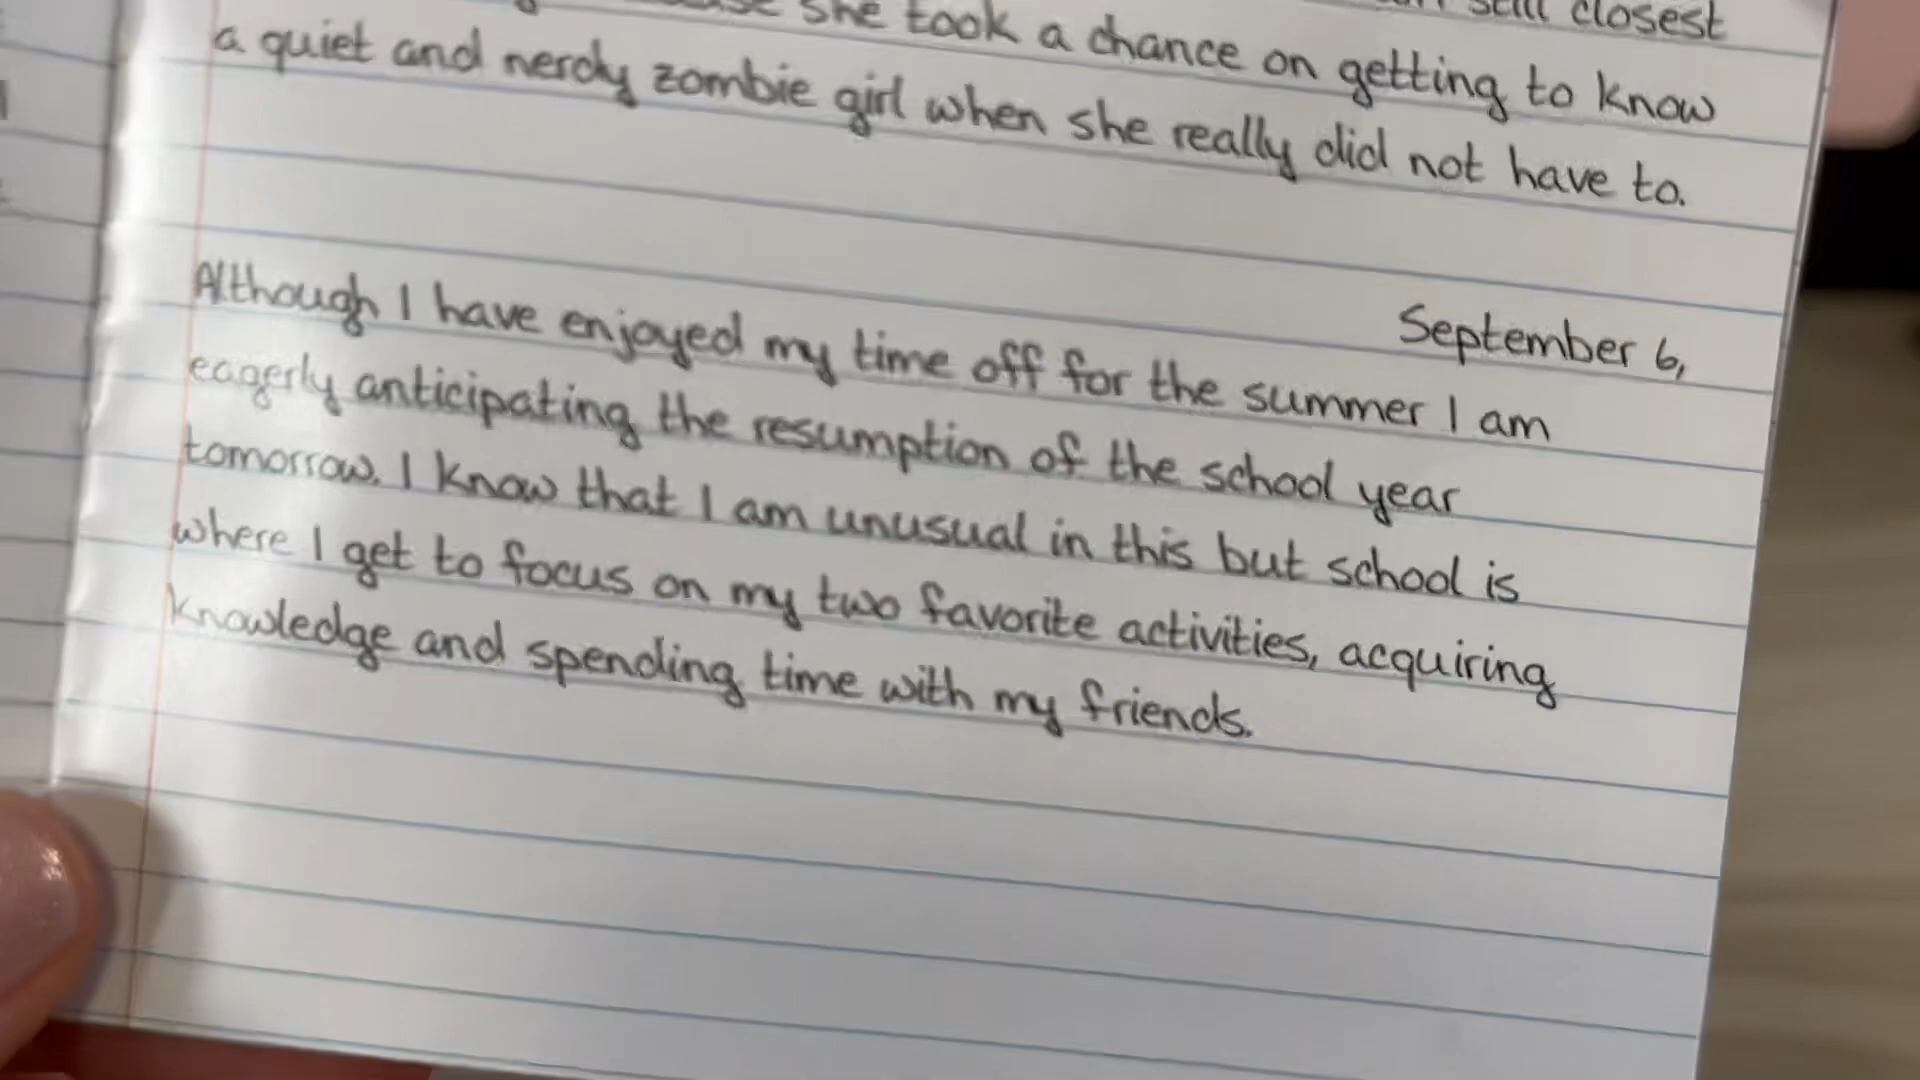 still closest
she took a chance on getting to know
a quiet and nerdy zombie girl when she really did not have to.
September 6,
Although I have enjoyed my time off for the summer I am
eagerly anticipating the resumption of the school year
tomorrow. I know that I am unusual in this but school is
where I get to focus on my two favorite activities, acquiring
knowledge and spending time with my friends.